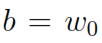 b = w₀